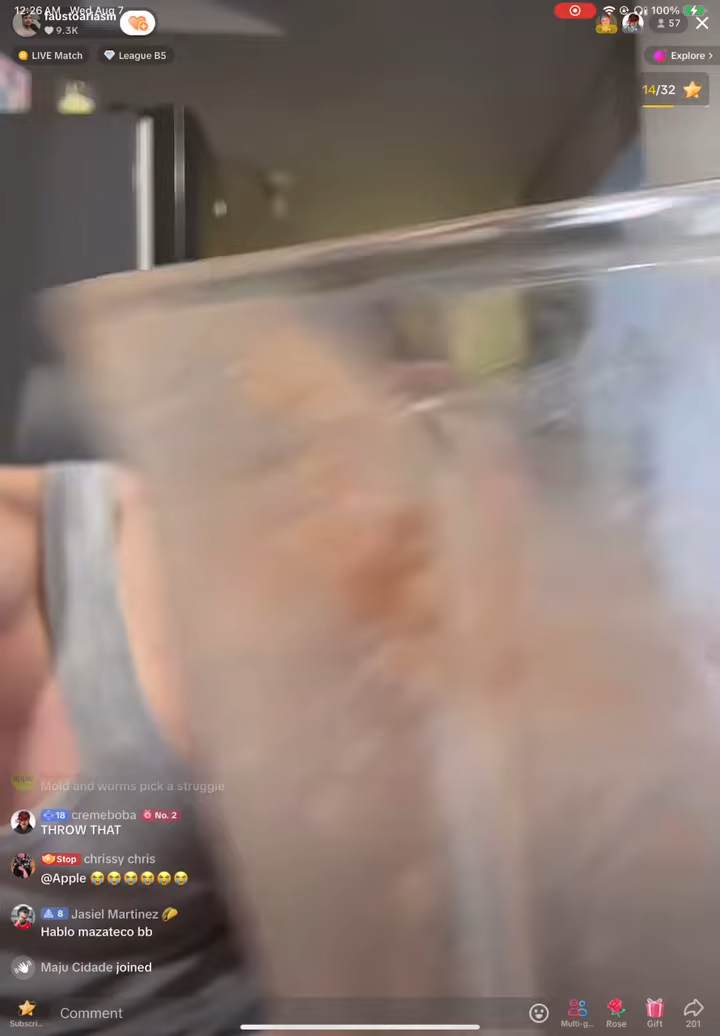 12:26 AM Wed Aug 7
100%
faustoariasm
9.3K
57
LIVE Match
League B5
Explore >
14/32
Mold and worms pick a struggle
18 cremeboba No. 2
THROW THAT
Stop chrissy chris
@Apple 😭😭😭😭😭😭
8 Jasiel Martinez 🌮
Hablo mazateco bb
Maju Cidade joined
Comment
Subscri...
Multi-g...
Rose
Gift
201